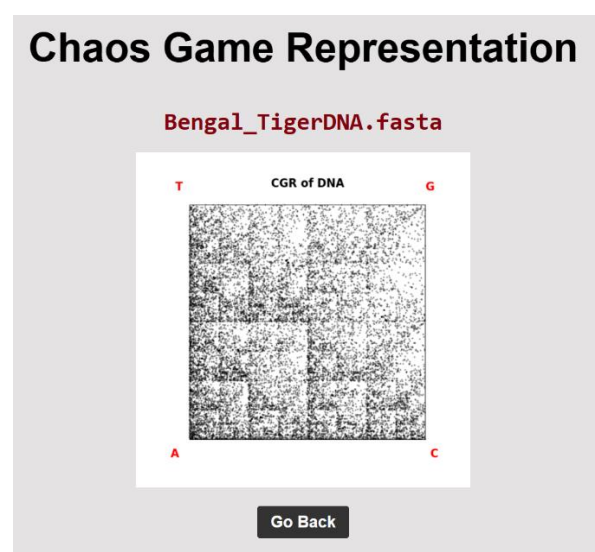 Chaos Game Representation
Bengal_TigerDNA.fasta
T CGR of DNA G
A C
Go Back